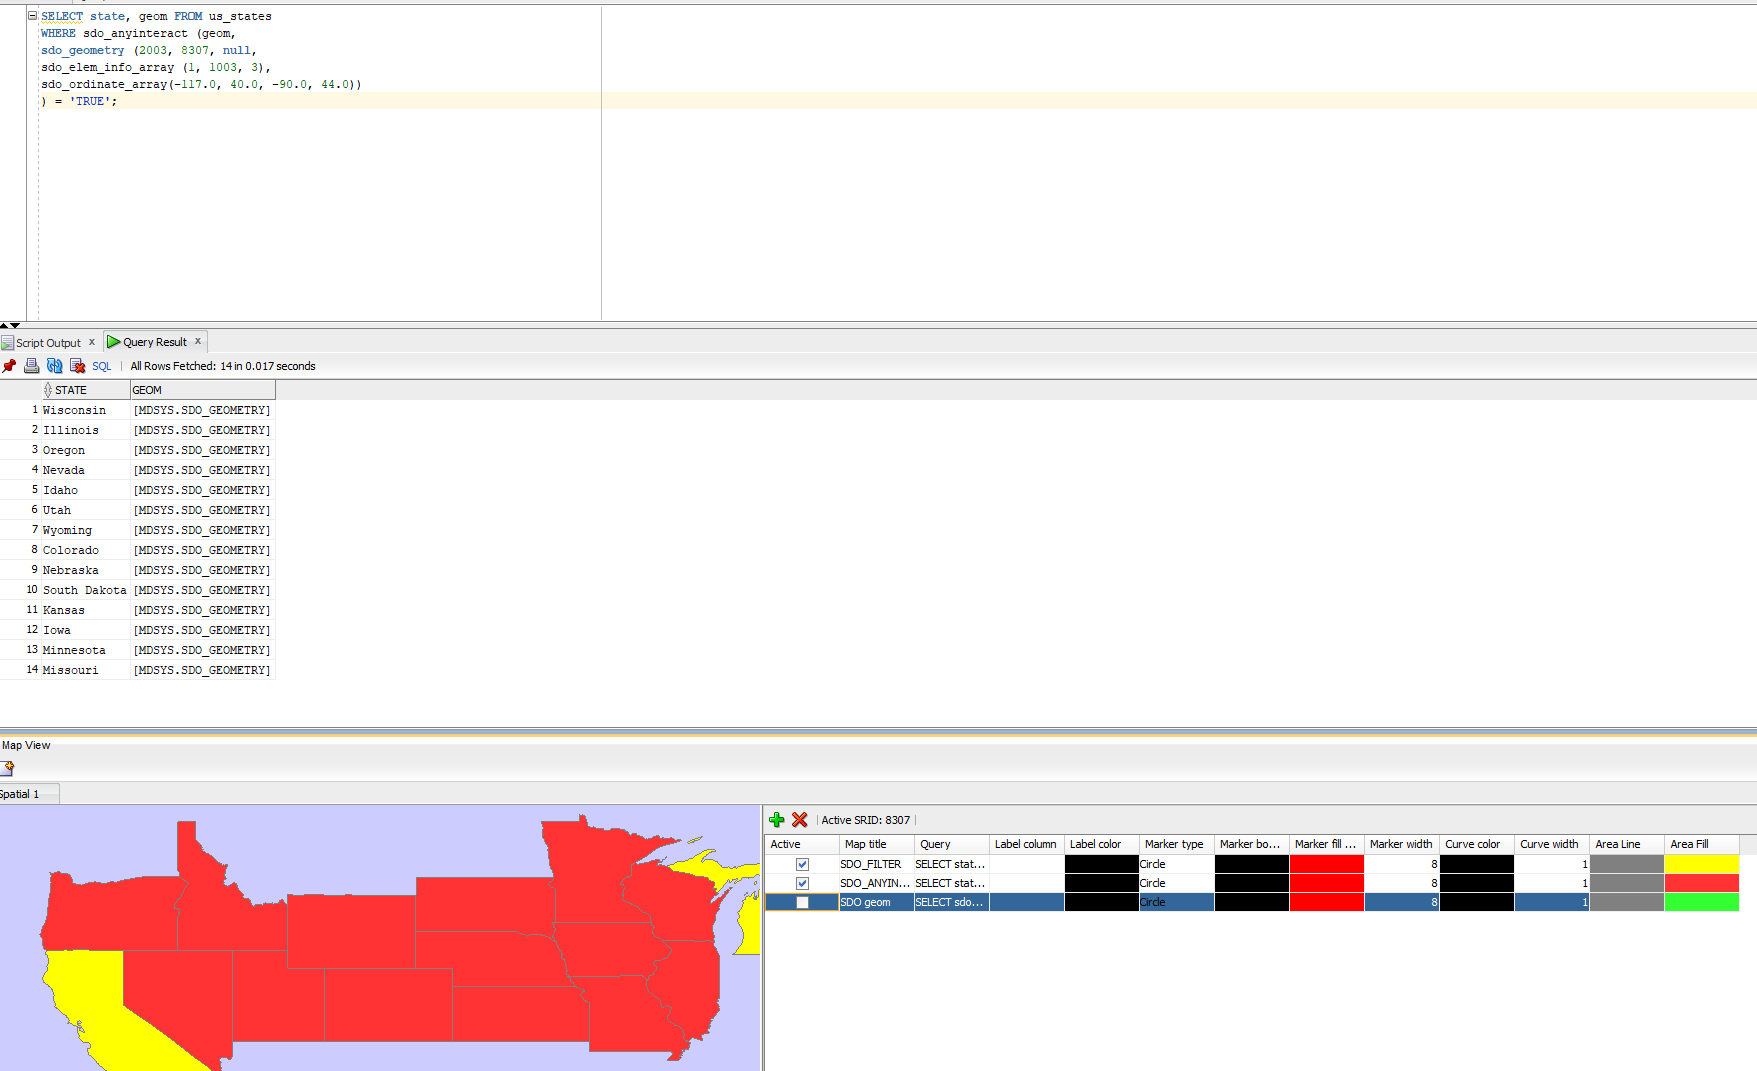 SELECT state, geom FROM us_states
WHERE sdo_anyinteract (geom,
sdo_geometry (2003, 8307, null,
sdo_elem_info_array (1, 1003, 3),
sdo_ordinate_array(-117.0, 40.0, -90.0, 44.0))
) = 'TRUE';
Script Output x Query Result x
SQL All Rows Fetched: 14 in 0.017 seconds
STATE GEOM
1 Wisconsin [MDSYS.SDO_GEOMETRY]
2 Illinois [MDSYS.SDO_GEOMETRY]
3 Oregon [MDSYS.SDO_GEOMETRY]
4 Nevada [MDSYS.SDO_GEOMETRY]
5 Idaho [MDSYS.SDO_GEOMETRY]
6 Utah [MDSYS.SDO_GEOMETRY]
7 Wyoming [MDSYS.SDO_GEOMETRY]
8 Colorado [MDSYS.SDO_GEOMETRY]
9 Nebraska [MDSYS.SDO_GEOMETRY]
10 South Dakota [MDSYS.SDO_GEOMETRY]
11 Kansas [MDSYS.SDO_GEOMETRY]
12 Iowa [MDSYS.SDO_GEOMETRY]
13 Minnesota [MDSYS.SDO_GEOMETRY]
14 Missouri [MDSYS.SDO_GEOMETRY]
Map View
Spatial 1
Active SRID: 8307
Active Map title Query Label column Label color Marker type Marker bo... Marker fill ... Marker width Curve color Curve width Area Line Area Fill
SDO_FILTER SELECT stat... Circle 8 1
SDO_ANYIN... SELECT stat... Circle 8 1
SDO geom SELECT sdo... Circle 8 1